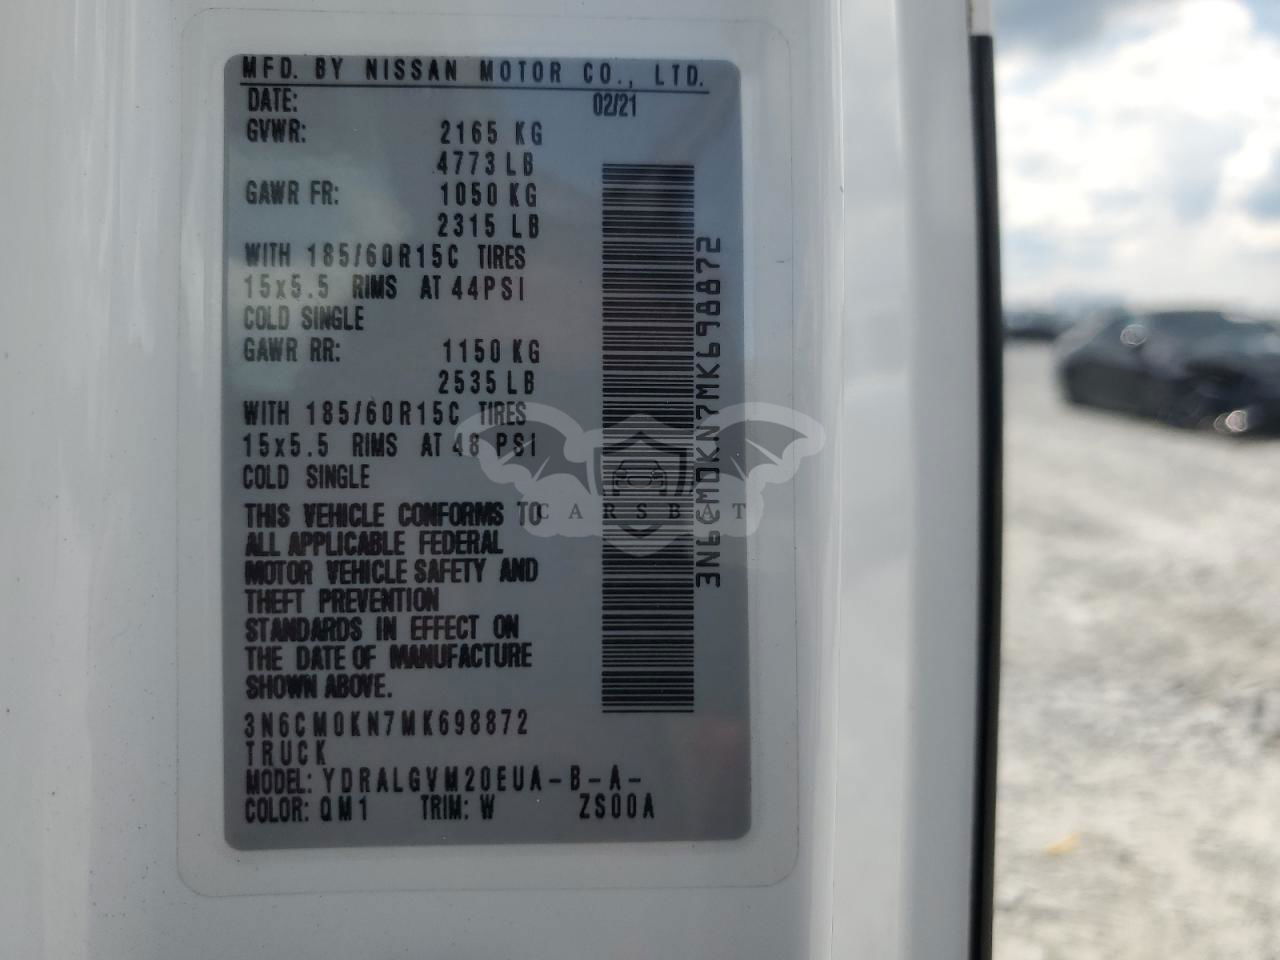 MFD. BY NISSAN MOTOR CO., LTD.
DATE: 02/21
GVWR: 2165 KG
4773 LB
GAWR FR: 1050 KG
2315 LB
WITH 185/60R15C TIRES
15x5.5 RIMS AT 44PSI
COLD SINGLE
GAWR RR: 1150 KG
2535 LB
WITH 185/60R15C TIRES
15x5.5 RIMS AT 48 PSI
COLD SINGLE
THIS VEHICLE CONFORMS TO
ALL APPLICABLE FEDERAL
MOTOR VEHICLE SAFETY AND
THEFT PREVENTION
STANDARDS IN EFFECT ON
THE DATE OF MANUFACTURE
SHOWN ABOVE.
3N6CM0KN7MK698872
TRUCK
MODEL: YDRALGVM20EUA-B-A-
COLOR: QM1 TRIM: W ZS00A
3N6CM0KN7MK698872
CARSBAT